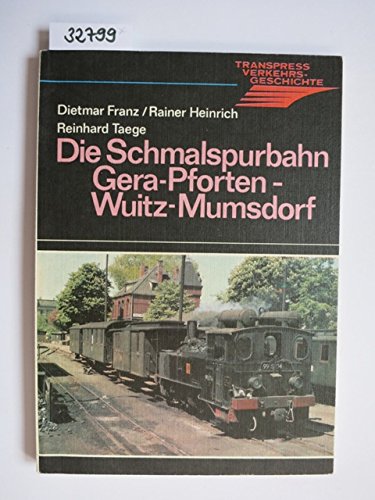 32799
TRANSPRESS
VERKEHRS-
GESCHICHTE
Dietmar Franz/Rainer Heinrich
Reinhard Taege
Die Schmalspurbahn
Gera-Pforten-
Wuitz-Mumsdorf